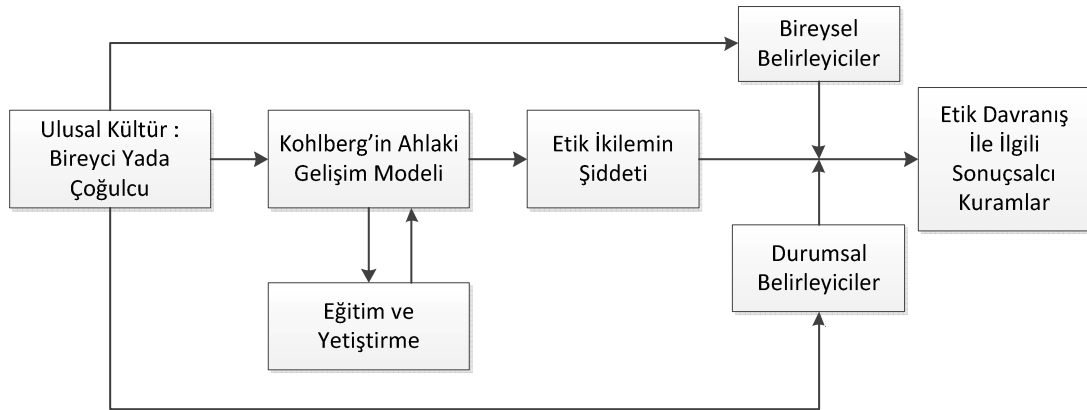 Bireysel
Belirleyiciler
Ulusal Kültür :
Bireyci Yada
Çoğulcu
Kohlberg’in Ahlaki
Gelişim Modeli
Etik İkilemin
Şiddeti
Etik Davranış
İle İlgili
Sonuçsalcı
Kuramlar
Durumsal
Belirleyiciler
Eğitim ve
Yetiştirme